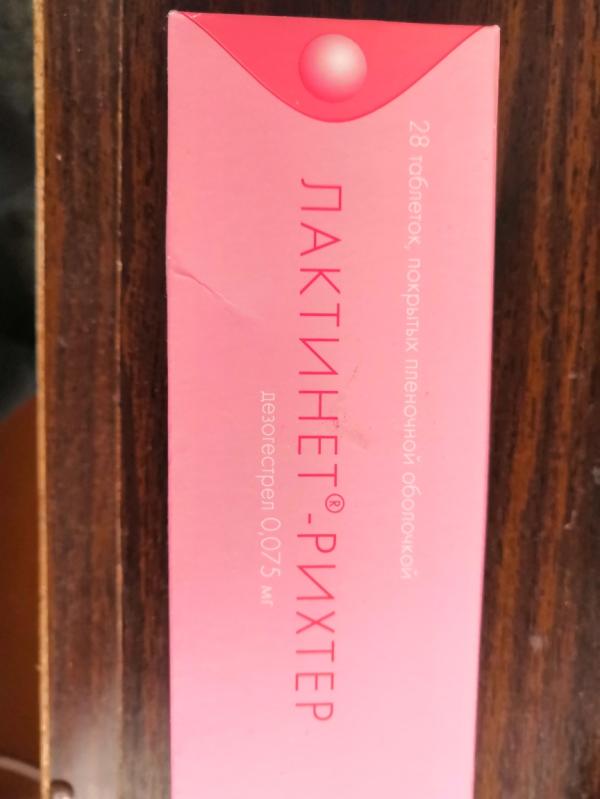 28 таблеток, покрытых пленочной оболочкой
ЛАКТИНЕТ®-РИХТЕР
дезогестрел 0,075 мг